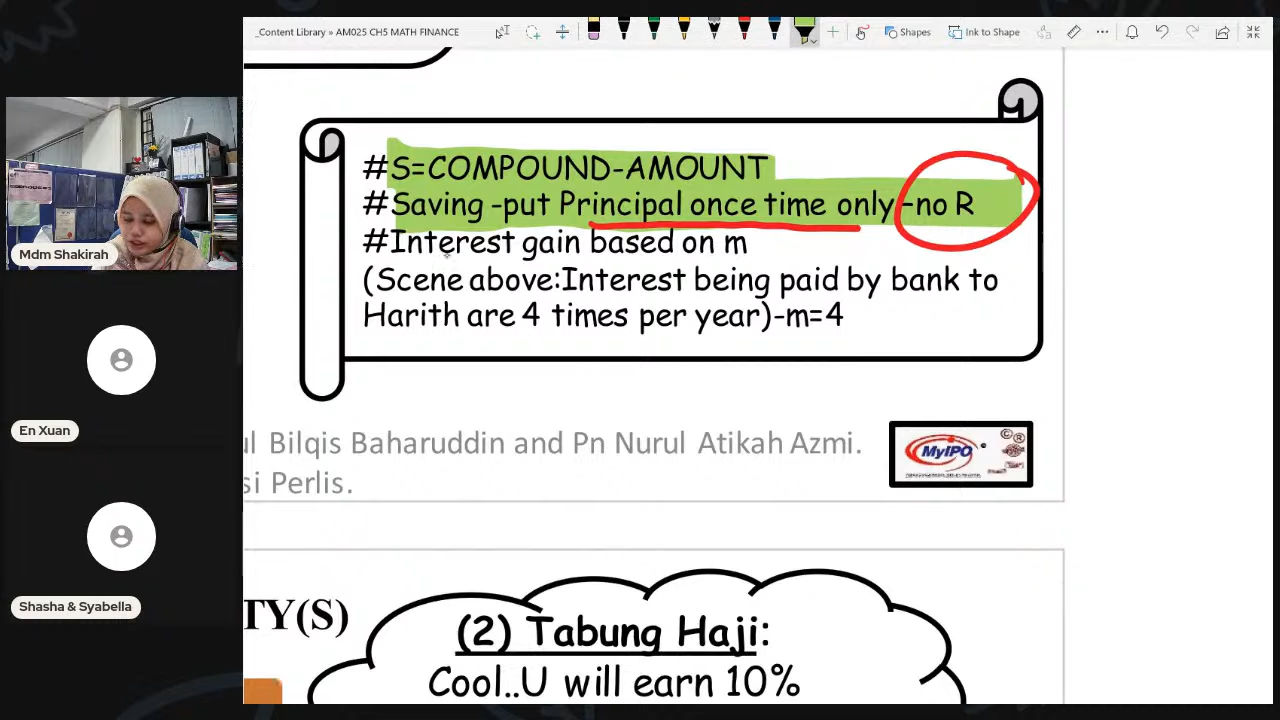 _Content Library » AM025 CH5 MATH FINANCE
Shapes
Ink to Shape
#S=COMPOUND-AMOUNT
#Saving -put Principal once time only -no R
#Interest gain based on m
(Scene above:Interest being paid by bank to
Harith are 4 times per year)-m=4
Mdm Shakirah
En Xuan
Shasha & Syabella
ul Bilqis Baharuddin and Pn Nurul Atikah Azmi.
si Perlis.
MyIPO
TY(S)
(2) Tabung Haji:
Cool..U will earn 10%